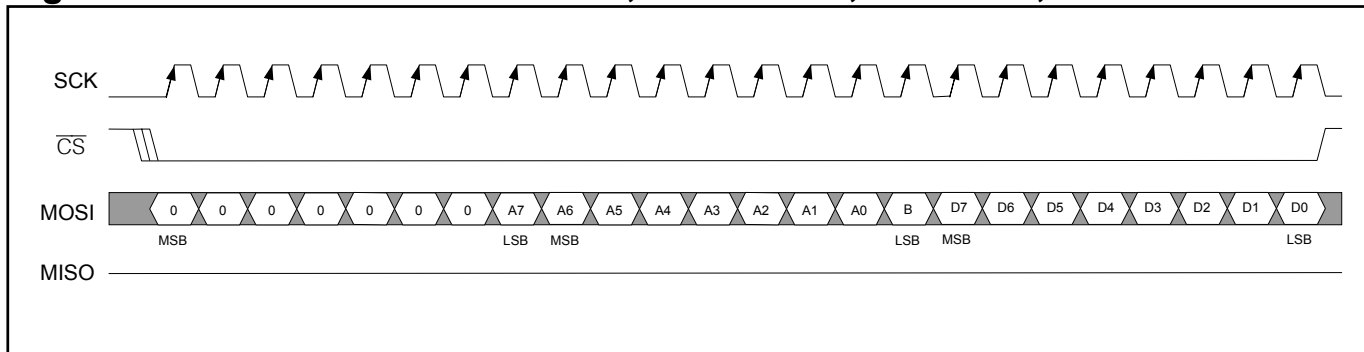 SCK
CS
MOSI 0 0 0 0 0 0 0 A7 A6 A5 A4 A3 A2 A1 A0 B D7 D6 D5 D4 D3 D2 D1 D0
MSB LSB MSB LSB MSB LSB
MISO